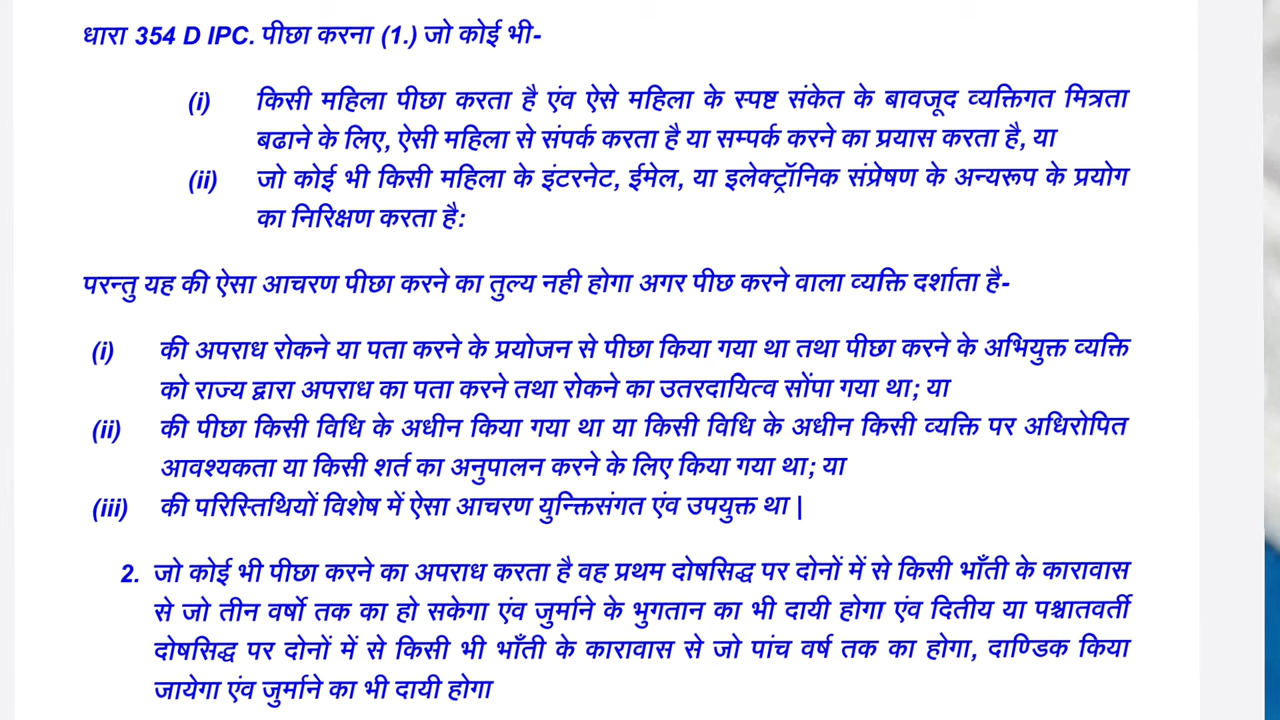 धारा 354 D IPC. पीछा करना (1.) जो कोई भी-
(i) किसी महिला पीछा करता है एंव ऐसे महिला के स्पष्ट संकेत के बावजूद व्यक्तिगत मित्रता
बढाने के लिए, ऐसी महिला से संपर्क करता है या सम्पर्क करने का प्रयास करता है, या
(ii) जो कोई भी किसी महिला के इंटरनेट, ईमेल, या इलेक्ट्रॉनिक संप्रेषण के अन्यरूप के प्रयोग
का निरिक्षण करता है:
परन्तु यह की ऐसा आचरण पीछा करने का तुल्य नही होगा अगर पीछ करने वाला व्यक्ति दर्शाता है-
(i) की अपराध रोकने या पता करने के प्रयोजन से पीछा किया गया था तथा पीछा करने के अभियुक्त व्यक्ति
को राज्य द्वारा अपराध का पता करने तथा रोकने का उतरदायित्व सोंपा गया था; या
(ii) की पीछा किसी विधि के अधीन किया गया था या किसी विधि के अधीन किसी व्यक्ति पर अधिरोपित
आवश्यकता या किसी शर्त का अनुपालन करने के लिए किया गया था; या
(iii) की परिस्तिथियों विशेष में ऐसा आचरण युन्क्तिसंगत एंव उपयुक्त था |
2. जो कोई भी पीछा करने का अपराध करता है वह प्रथम दोषसिद्ध पर दोनों में से किसी भाँती के कारावास
से जो तीन वर्षो तक का हो सकेगा एंव जुर्माने के भुगतान का भी दायी होगा एंव दितीय या पश्चातवर्ती
दोषसिद्ध पर दोनों में से किसी भी भाँती के कारावास से जो पांच वर्ष तक का होगा, दाण्डिक किया
जायेगा एंव जुर्माने का भी दायी होगा